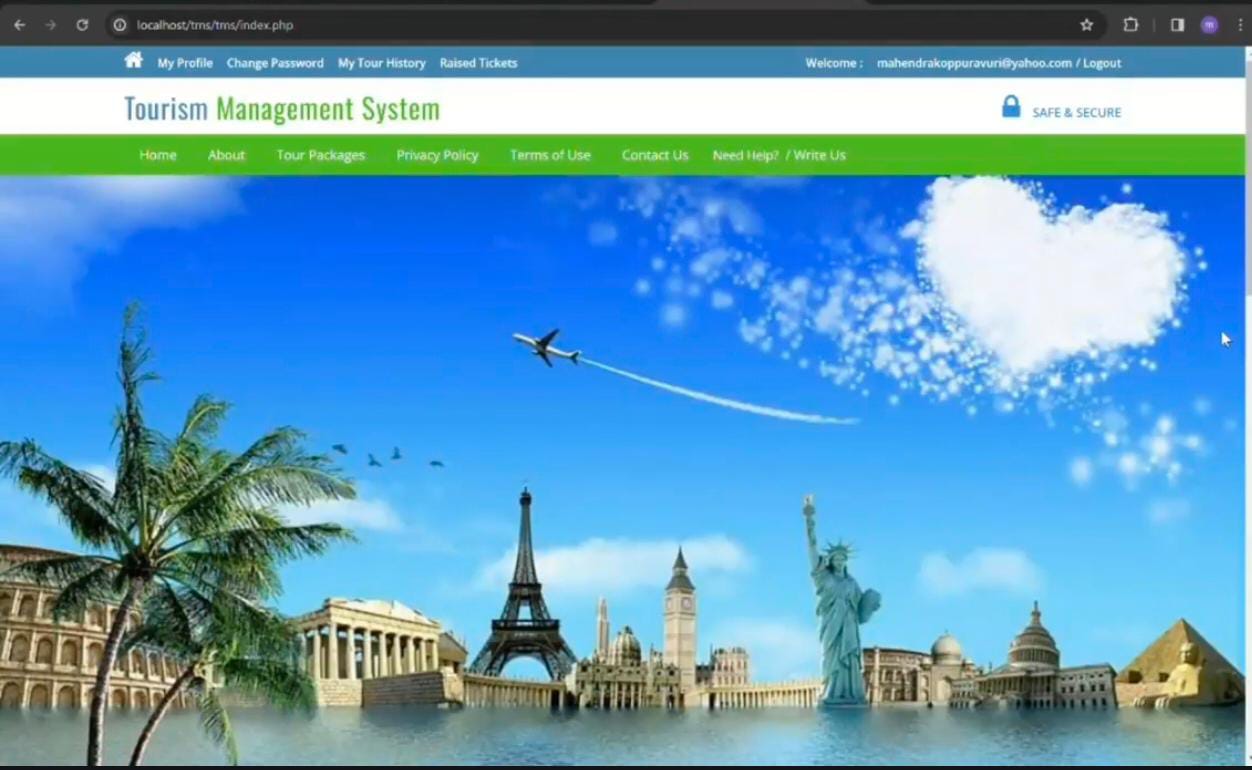 localhost/tms/tms/index.php
m
My Profile Change Password My Tour History Raised Tickets Welcome : mahendrakoppuravuri@yahoo.com / Logout
Tourism Management System SAFE & SECURE
Home About Tour Packages Privacy Policy Terms of Use Contact Us Need Help? / Write Us